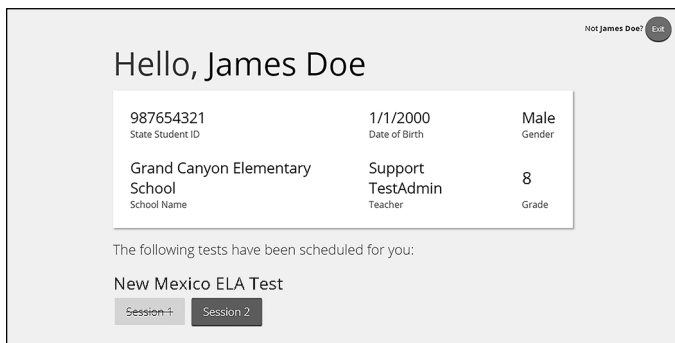 Not James Doe? Exit
Hello, James Doe
987654321 1/1/2000 Male
State Student ID Date of Birth Gender
Grand Canyon Elementary School
School Name
Support TestAdmin
Teacher
8
Grade
The following tests have been scheduled for you:
New Mexico ELA Test
Session 1 Session 2